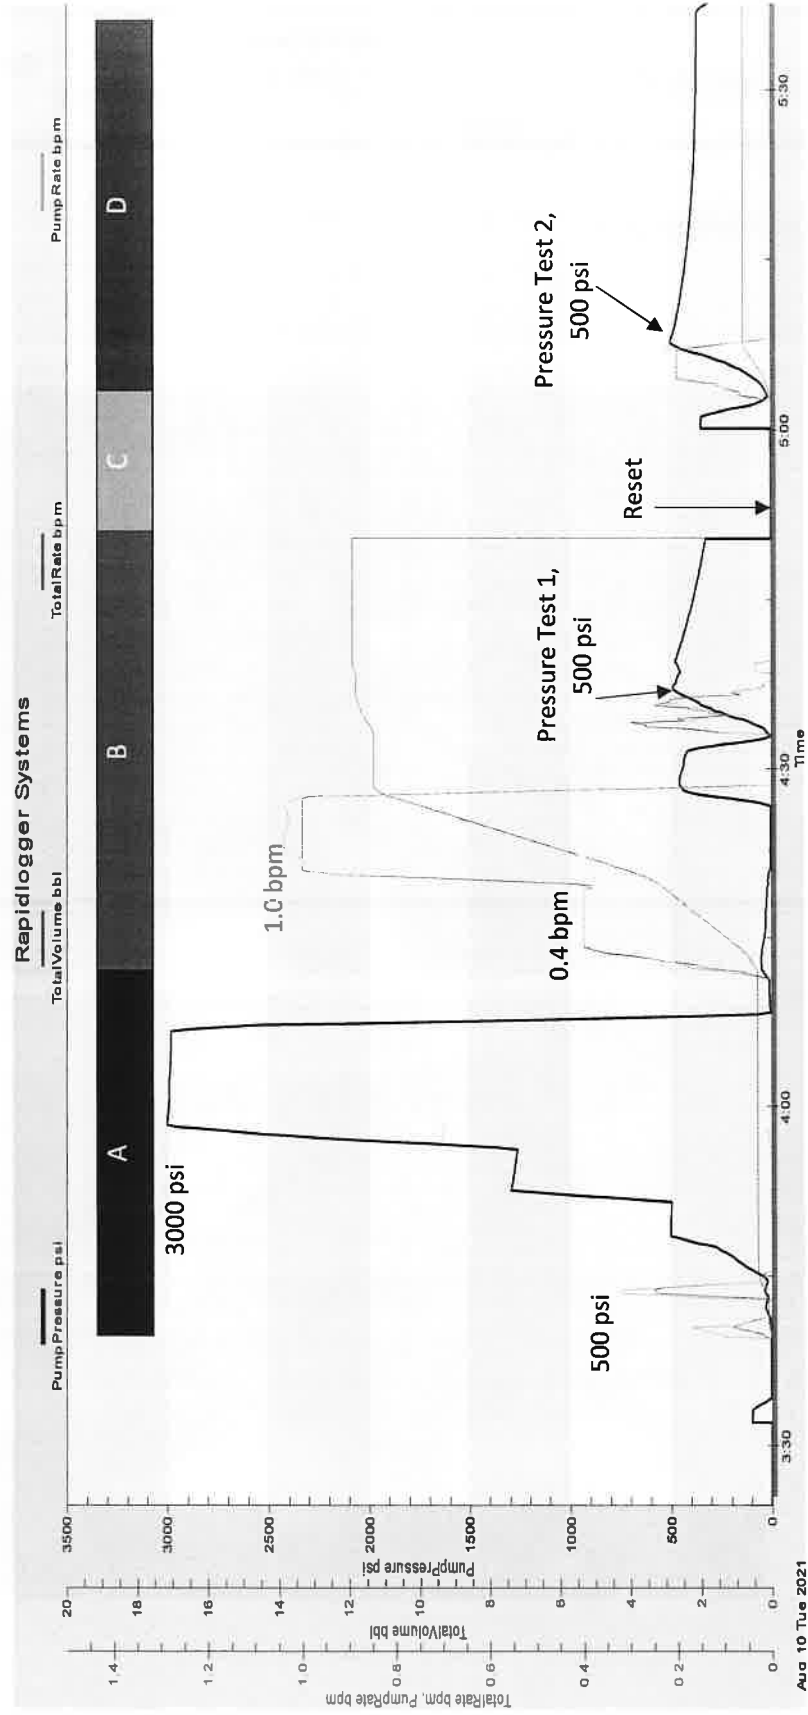 Rapidlogger Systems
PumpPressure psi
TotalVolume bbl
TotalRate bpm
Pump Rate bpm
A
B
C
D
3000 psi
500 psi
1.0 bpm
0.4 bpm
Pressure Test 1,
500 psi
Reset
Pressure Test 2,
500 psi
TotalRate bpm, PumpRate bpm
1.4
1.2
1.0
0.8
0.6
0.4
0.2
0
TotalVolume bbl
20
18
16
14
12
10
8
6
4
2
0
PumpPressure psi
3500
3000
2500
2000
1500
1000
500
0
3:30
4:00
4:30
5:00
5:30
Time
Aug 10 Tue 2021